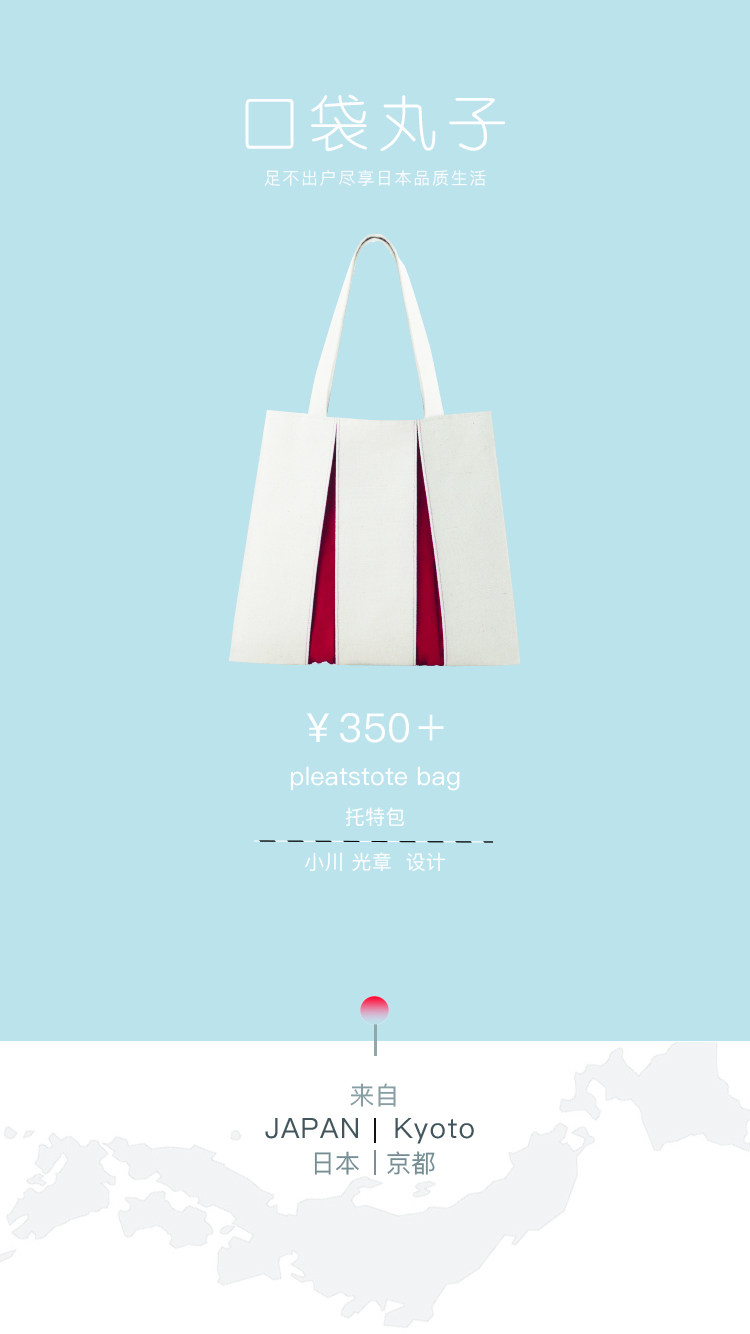 口袋丸子
足不出户尽享日本品质生活
￥350＋
pleatstote bag
托特包
小川 光章 设计
来自
JAPAN | Kyoto
日本 | 京都